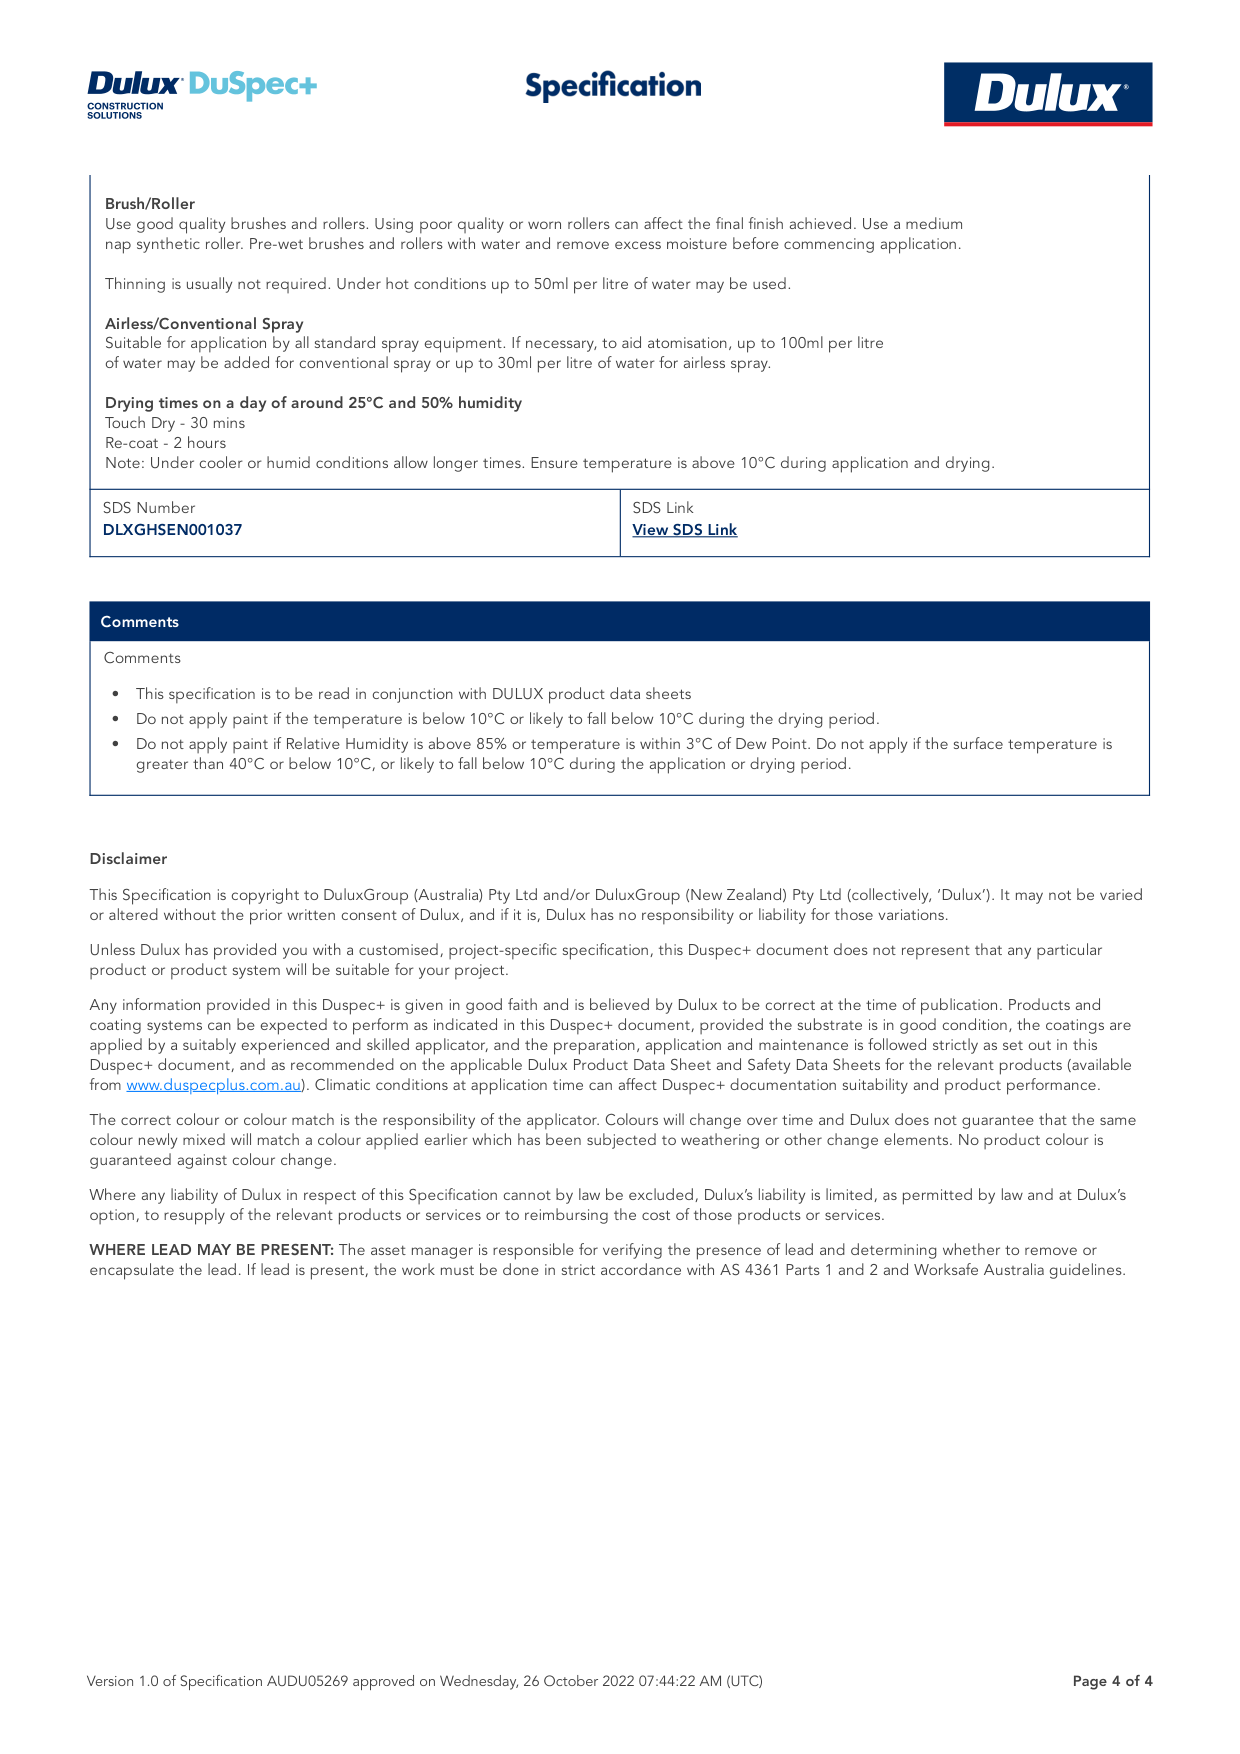 Dulux DuSpec+
CONSTRUCTION
SOLUTIONS
Specification
Dulux®
Brush/Roller
Use good quality brushes and rollers. Using poor quality or worn rollers can affect the final finish achieved. Use a medium
nap synthetic roller. Pre-wet brushes and rollers with water and remove excess moisture before commencing application.
Thinning is usually not required. Under hot conditions up to 50ml per litre of water may be used.
Airless/Conventional Spray
Suitable for application by all standard spray equipment. If necessary, to aid atomisation, up to 100ml per litre
of water may be added for conventional spray or up to 30ml per litre of water for airless spray.
Drying times on a day of around 25°C and 50% humidity
Touch Dry - 30 mins
Re-coat - 2 hours
Note: Under cooler or humid conditions allow longer times. Ensure temperature is above 10°C during application and drying.
SDS Number
DLXGHSEN001037
SDS Link
View SDS Link
Comments
Comments
• This specification is to be read in conjunction with DULUX product data sheets
• Do not apply paint if the temperature is below 10°C or likely to fall below 10°C during the drying period.
• Do not apply paint if Relative Humidity is above 85% or temperature is within 3°C of Dew Point. Do not apply if the surface temperature is
greater than 40°C or below 10°C, or likely to fall below 10°C during the application or drying period.
Disclaimer
This Specification is copyright to DuluxGroup (Australia) Pty Ltd and/or DuluxGroup (New Zealand) Pty Ltd (collectively, ‘Dulux’). It may not be varied
or altered without the prior written consent of Dulux, and if it is, Dulux has no responsibility or liability for those variations.
Unless Dulux has provided you with a customised, project-specific specification, this Duspec+ document does not represent that any particular
product or product system will be suitable for your project.
Any information provided in this Duspec+ is given in good faith and is believed by Dulux to be correct at the time of publication. Products and
coating systems can be expected to perform as indicated in this Duspec+ document, provided the substrate is in good condition, the coatings are
applied by a suitably experienced and skilled applicator, and the preparation, application and maintenance is followed strictly as set out in this
Duspec+ document, and as recommended on the applicable Dulux Product Data Sheet and Safety Data Sheets for the relevant products (available
from www.duspecplus.com.au). Climatic conditions at application time can affect Duspec+ documentation suitability and product performance.
The correct colour or colour match is the responsibility of the applicator. Colours will change over time and Dulux does not guarantee that the same
colour newly mixed will match a colour applied earlier which has been subjected to weathering or other change elements. No product colour is
guaranteed against colour change.
Where any liability of Dulux in respect of this Specification cannot by law be excluded, Dulux’s liability is limited, as permitted by law and at Dulux’s
option, to resupply of the relevant products or services or to reimbursing the cost of those products or services.
WHERE LEAD MAY BE PRESENT: The asset manager is responsible for verifying the presence of lead and determining whether to remove or
encapsulate the lead. If lead is present, the work must be done in strict accordance with AS 4361 Parts 1 and 2 and Worksafe Australia guidelines.
Version 1.0 of Specification AUDU05269 approved on Wednesday, 26 October 2022 07:44:22 AM (UTC)
Page 4 of 4